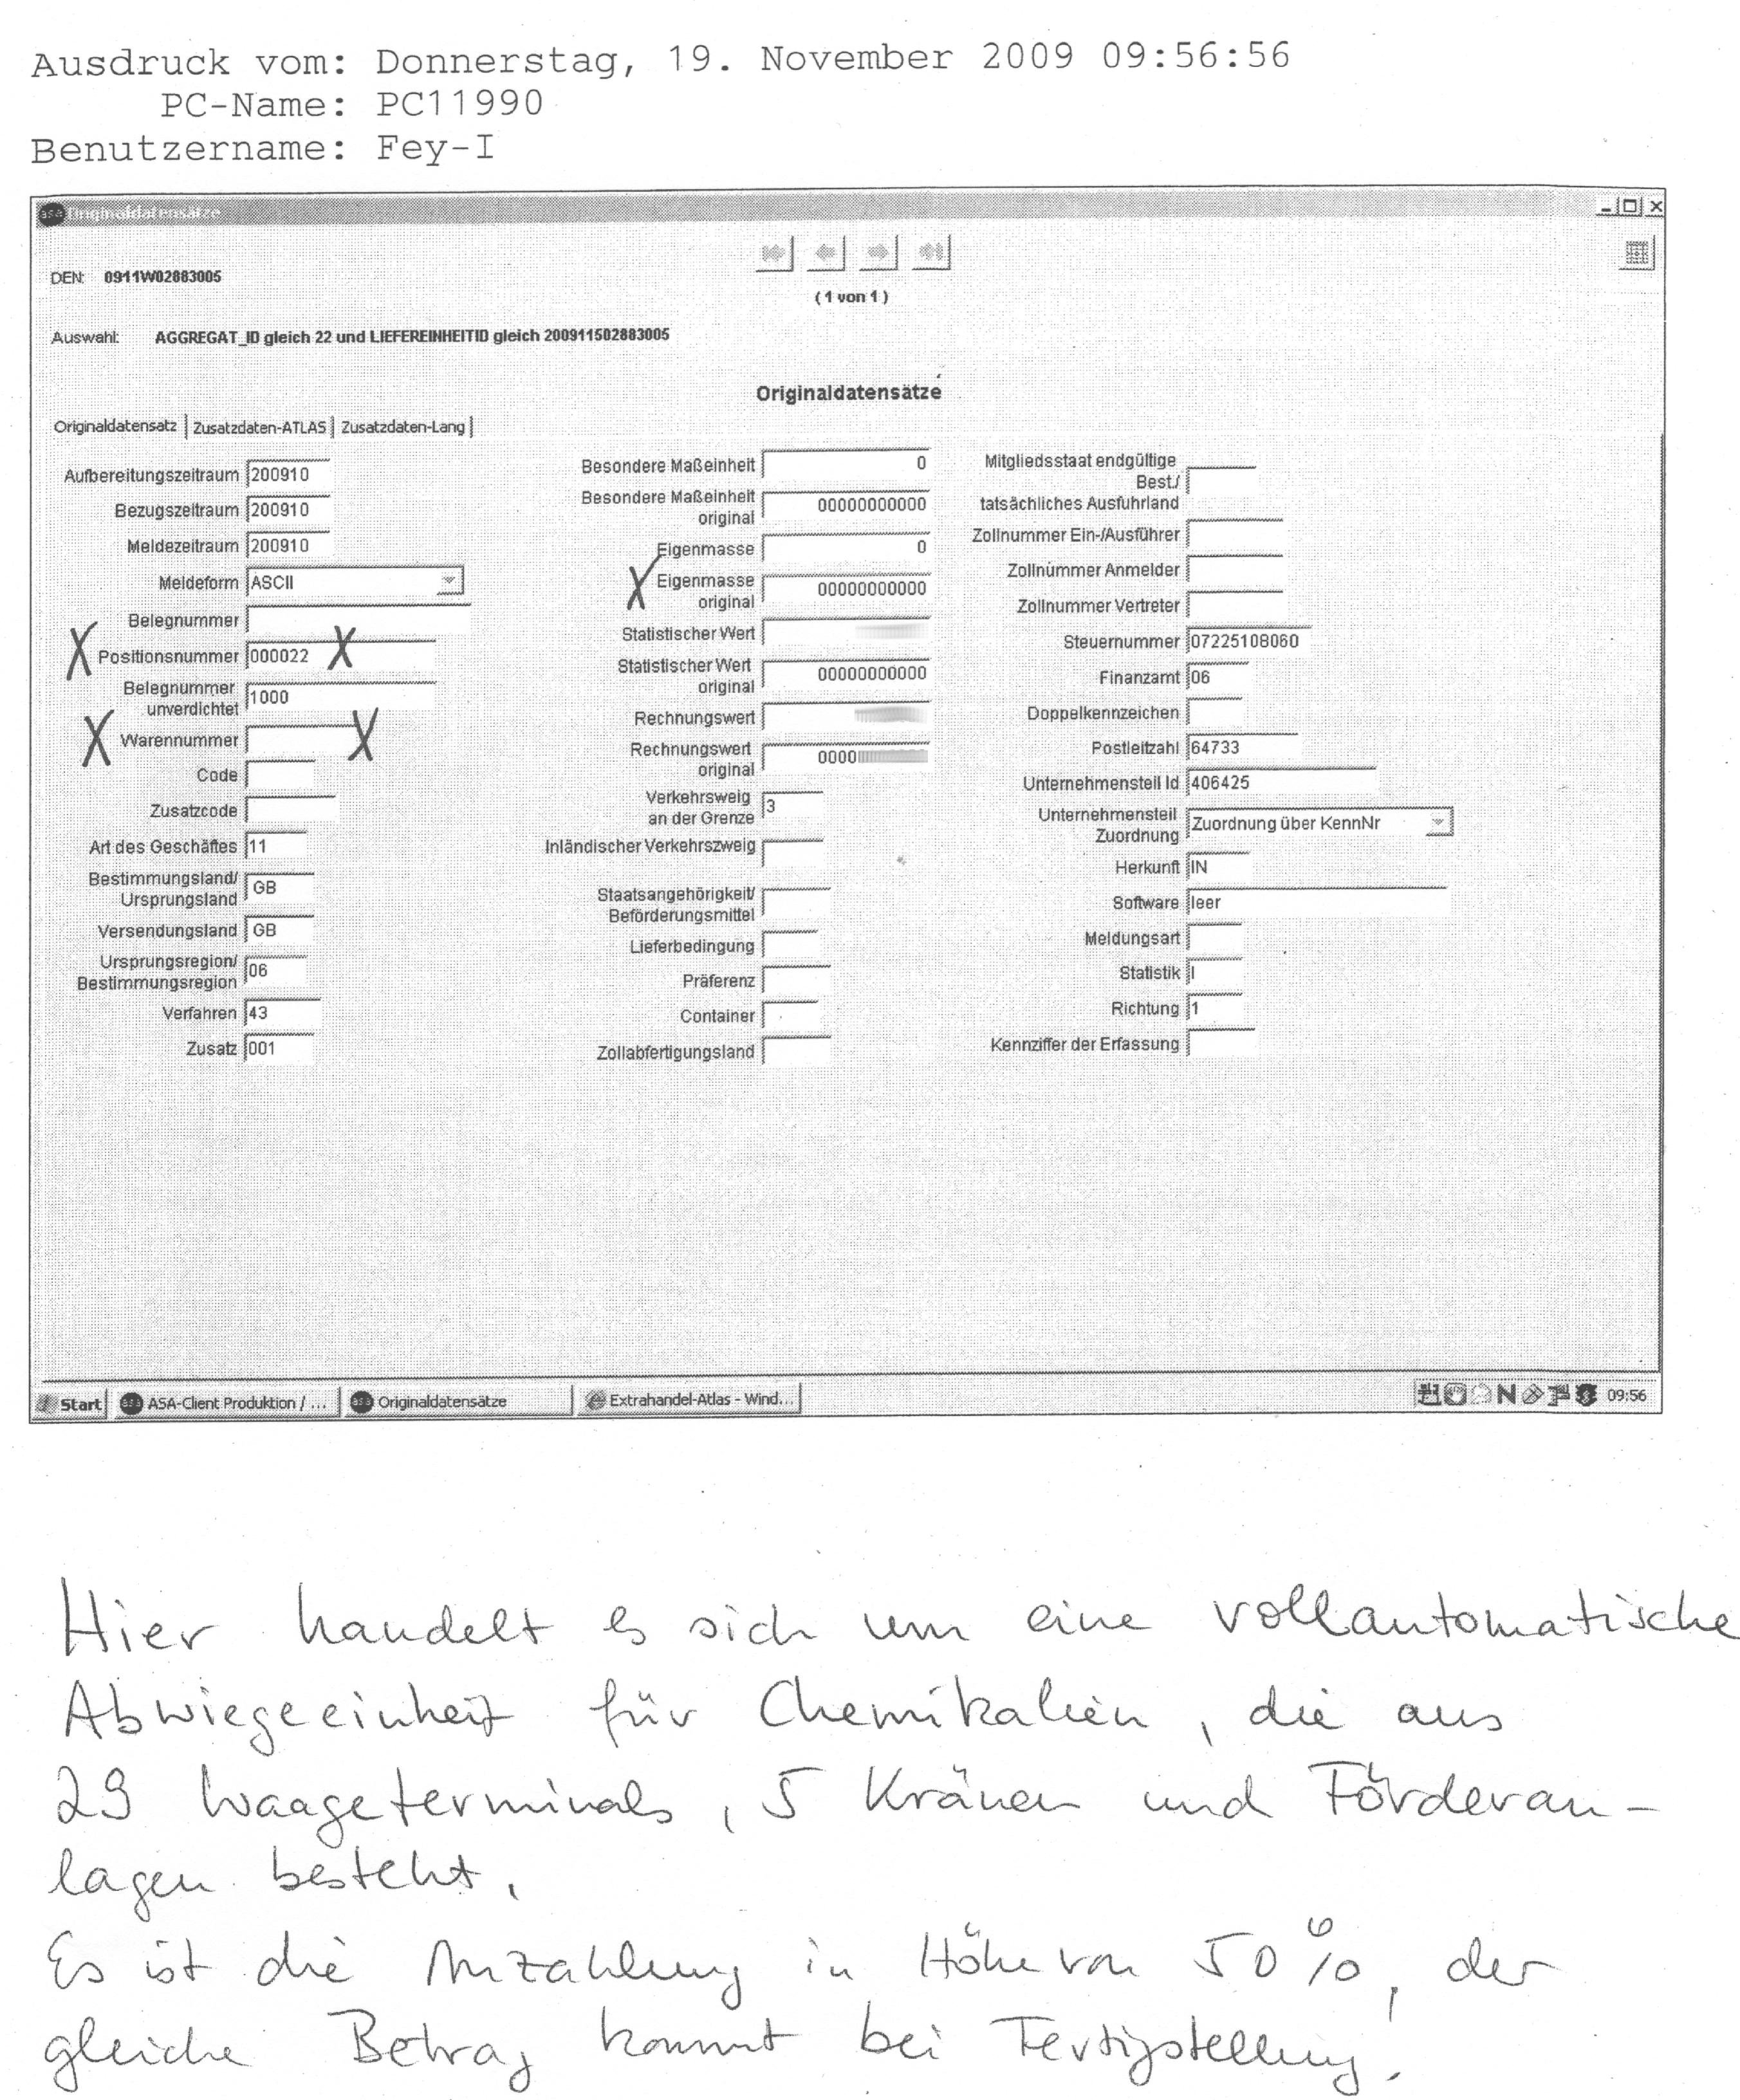 Ausdruck vom: Donnerstag, 19. November 2009 09:56:56
PC-Name: PC11990
Benutzername: Fey-I
asa Originaldatensätze
DEN: 0911W02883005
(1 von 1)
Auswahl: AGGREGAT_ID gleich 22 und LIEFEREINHEITID gleich 200911502883005
Originaldatensätze
Originaldatensatz Zusatzdaten-ATLAS Zusatzdaten-Lang
Aufbereitungszeitraum 200910
Bezugszeitraum 200910
Meldezeitraum 200910
Meldeform ASCII
Belegnummer
X Positionsnummer 000022 X
Belegnummer
unverdichtet 1000
X Warennummer X
Code
Zusatzcode
Art des Geschäftes 11
Bestimmungsland/
Ursprungsland GB
Versendungsland GB
Ursprungsregion/
Bestimmungsregion 06
Verfahren 43
Zusatz 001
Besondere Maßeinheit 0
Besondere Maßeinheit
original 00000000000
Eigenmasse 0
X Eigenmasse
original 00000000000
Statistischer Wert
Statistischer Wert
original 00000000000
Rechnungswert
Rechnungswert
original 0000
Verkehrsweig
an der Grenze 3
Inländischer Verkehrszweig
Staatsangehörigkeit/
Beförderungsmittel
Lieferbedingung
Präferenz
Container
Zollabfertigungsland
Mitgliedsstaat endgültige
Best./
tatsächliches Ausfuhrland
Zollnummer Ein-/Ausführer
Zollnummer Anmelder
Zollnummer Vertreter
Steuernummer 07225108060
Finanzamt 06
Doppelkennzeichen
Postleitzahl 64733
Unternehmensteil Id 406425
Unternehmensteil
Zuordnung Zuordnung über KennNr
Herkunft IN
Software leer
Meldungsart
Statistik I
Richtung 1
Kennziffer der Erfassung
Start asa ASA-Client Produktion / ... asa Originaldatensätze Extrahandel-Atlas - Wind... N 09:56
Hier handelt es sich um eine vollautomatische
Abwiegeeinheit für Chemikalien, die aus
29 Waageterminals, 5 Kränen und Förderan-
lagen besteht.
Es ist die Anzahlung in Höhe von 50%, der
gleiche Betrag kommt bei Fertigstellung!